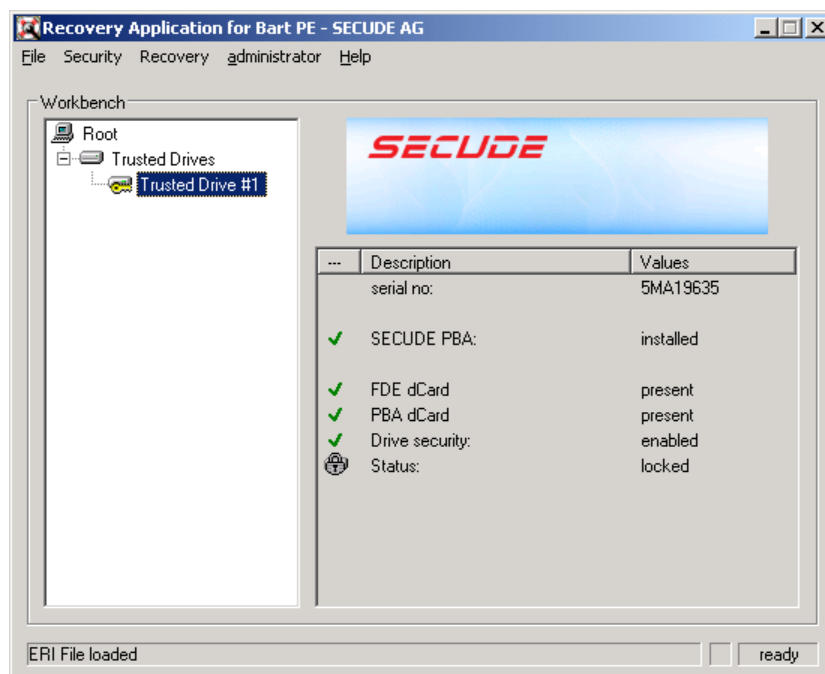 Recovery Application for Bart PE - SECUDE AG
File Security Recovery administrator Help
Workbench
Root
Trusted Drives
Trusted Drive #1
SECUDE
--- Description Values
serial no: 5MA19635
SECUDE PBA: installed
FDE dCard present
PBA dCard present
Drive security: enabled
Status: locked
ERI File loaded ready